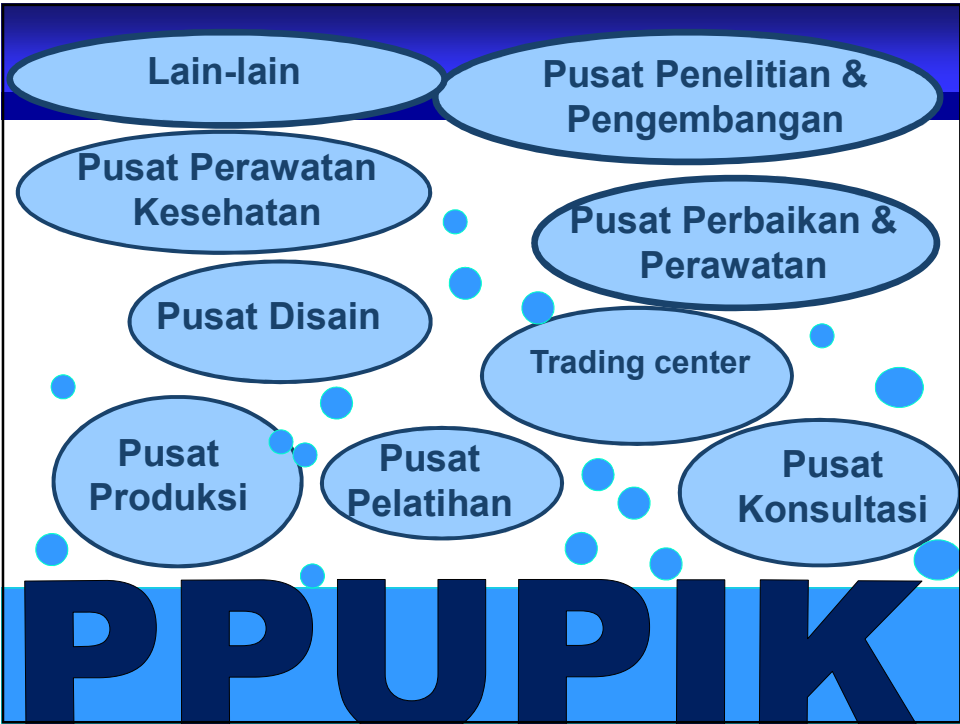 Lain-lain
Pusat Penelitian &
Pengembangan
Pusat Perawatan
Kesehatan
Pusat Perbaikan &
Perawatan
Pusat Disain
Trading center
Pusat
Produksi
Pusat
Pelatihan
Pusat
Konsultasi
PPUPIK